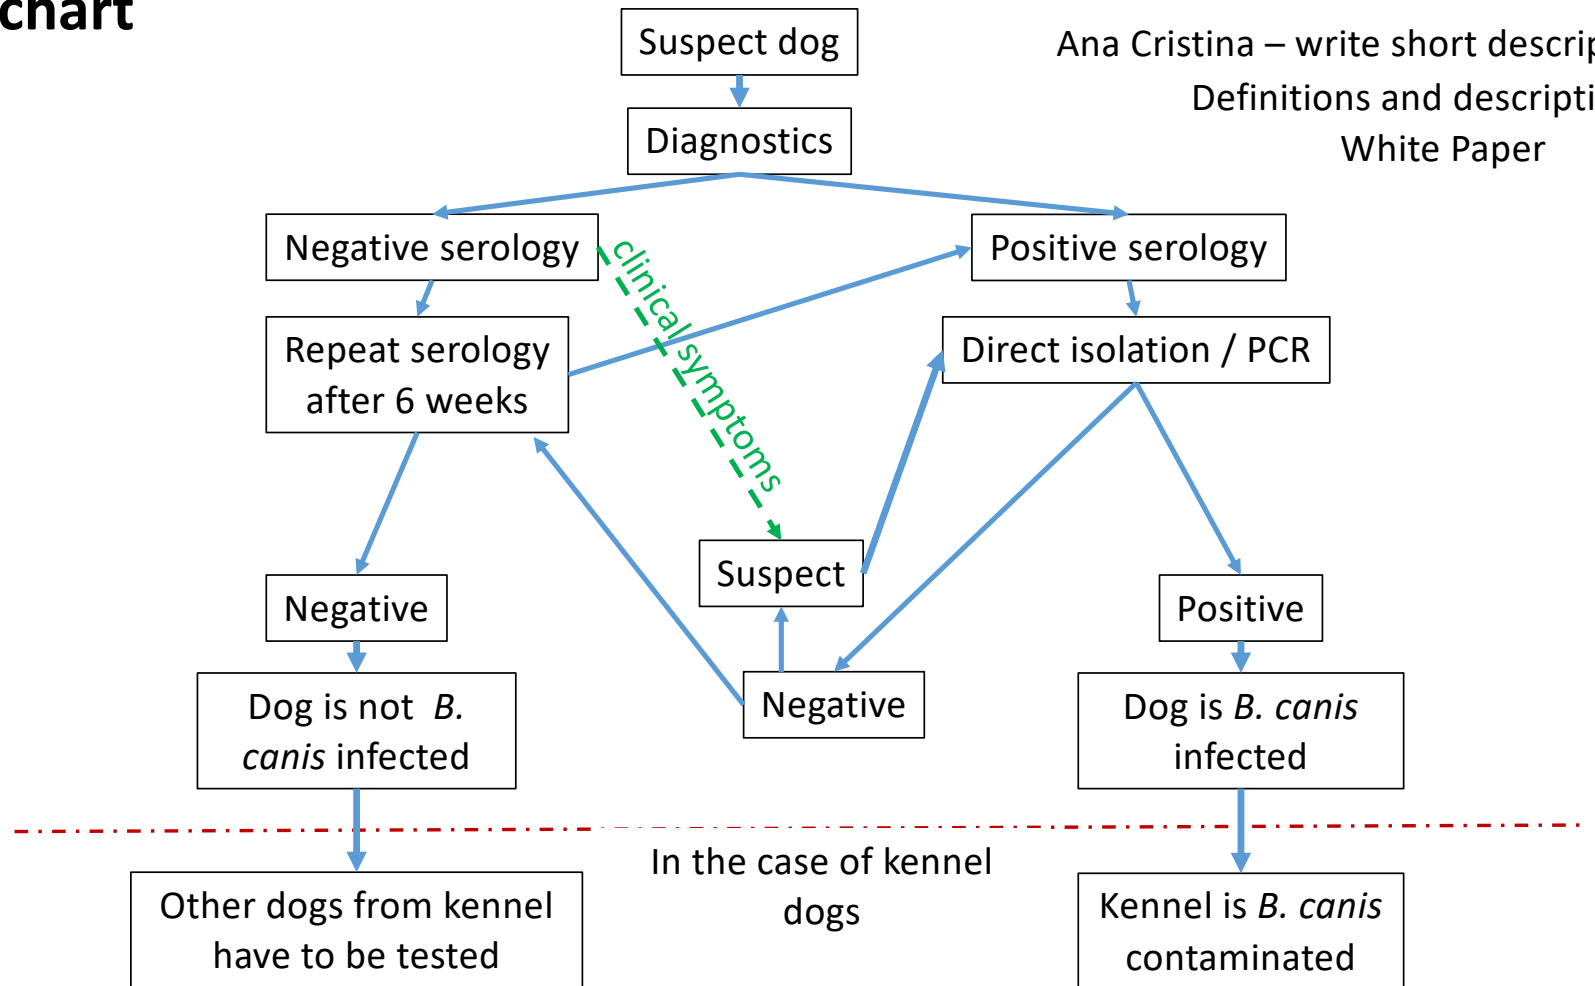 chart
Suspect dog
Ana Cristina – write short
Definitions and
White Paper
Diagnostics
Negative serology
Positive serology
clinical symptoms
Repeat serology
after 6 weeks
Direct isolation / PCR
Suspect
Negative
Positive
Negative
Dog is not B.
canis infected
Dog is B. canis
infected
In the case of kennel
dogs
Other dogs from kennel
have to be tested
Kennel is B. canis
contaminated